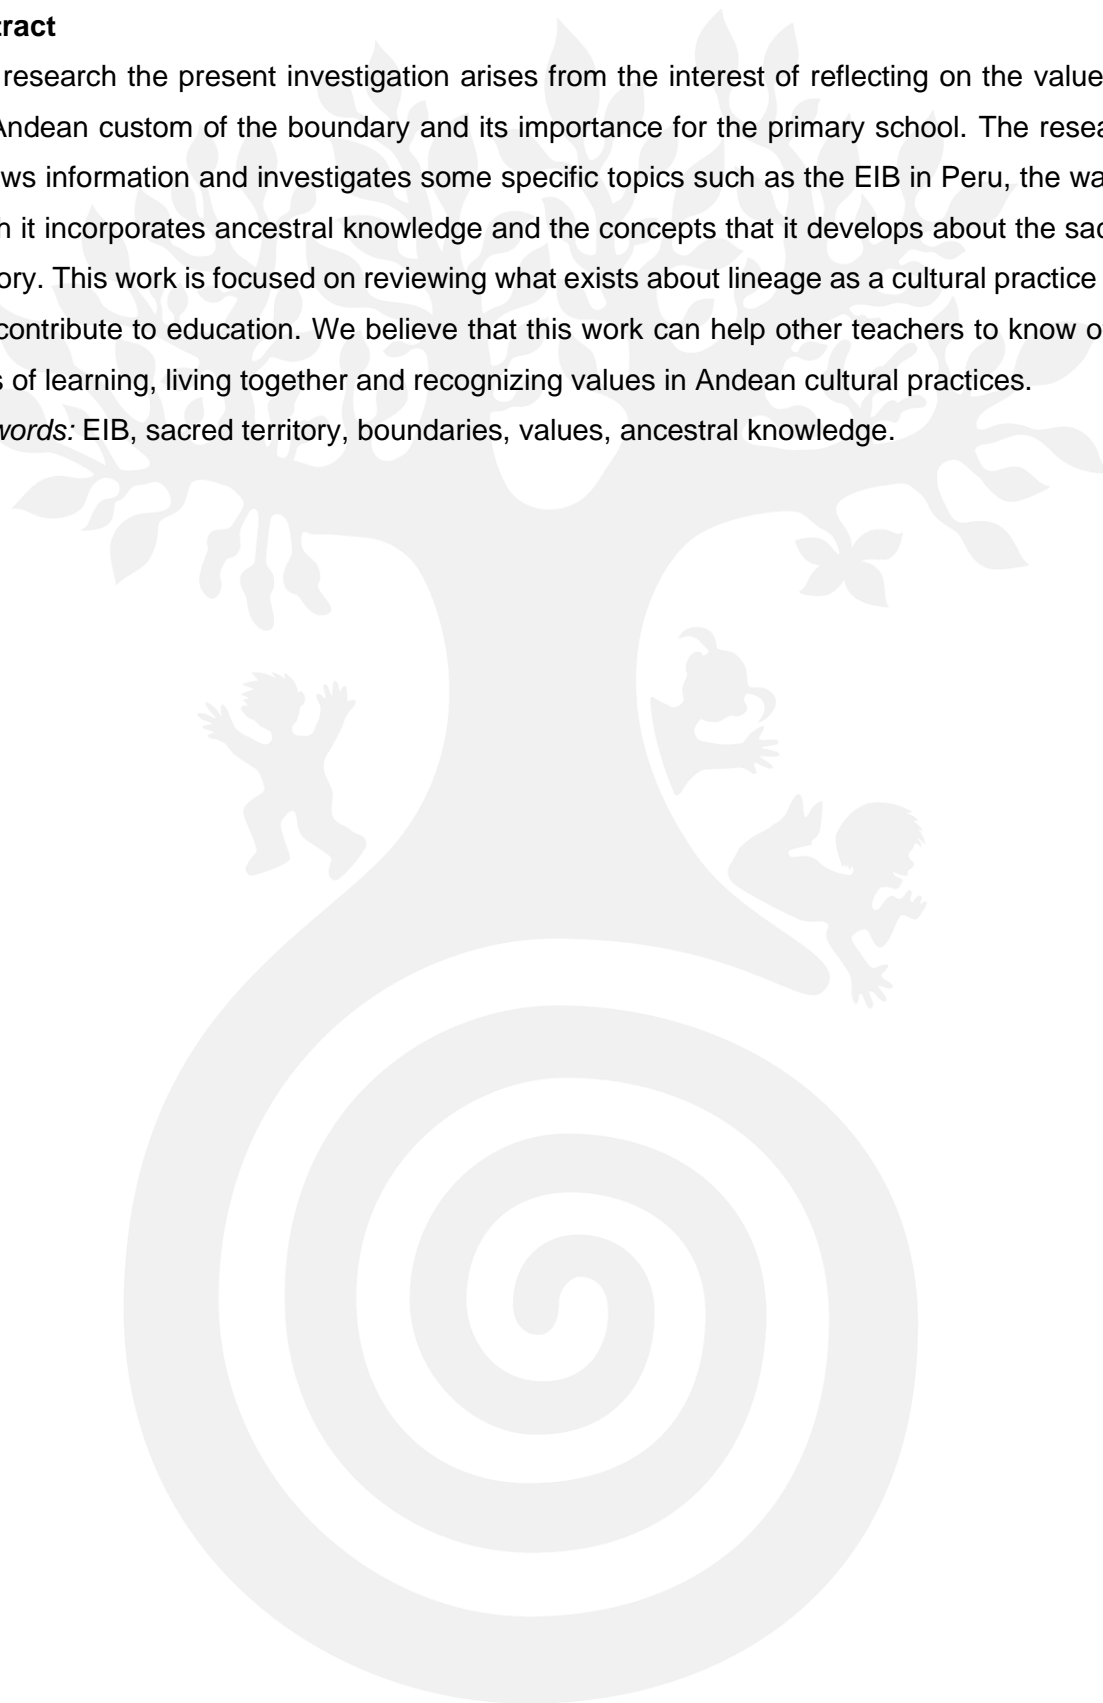 tract
research the present investigation arises from the interest of reflecting on the value
Andean custom of the boundary and its importance for the primary school. The resea
ws information and investigates some specific topics such as the EIB in Peru, the wa
h it incorporates ancestral knowledge and the concepts that it develops about the sac
ory. This work is focused on reviewing what exists about lineage as a cultural practice
contribute to education. We believe that this work can help other teachers to know o
s of learning, living together and recognizing values in Andean cultural practices.
words: EIB, sacred territory, boundaries, values, ancestral knowledge.